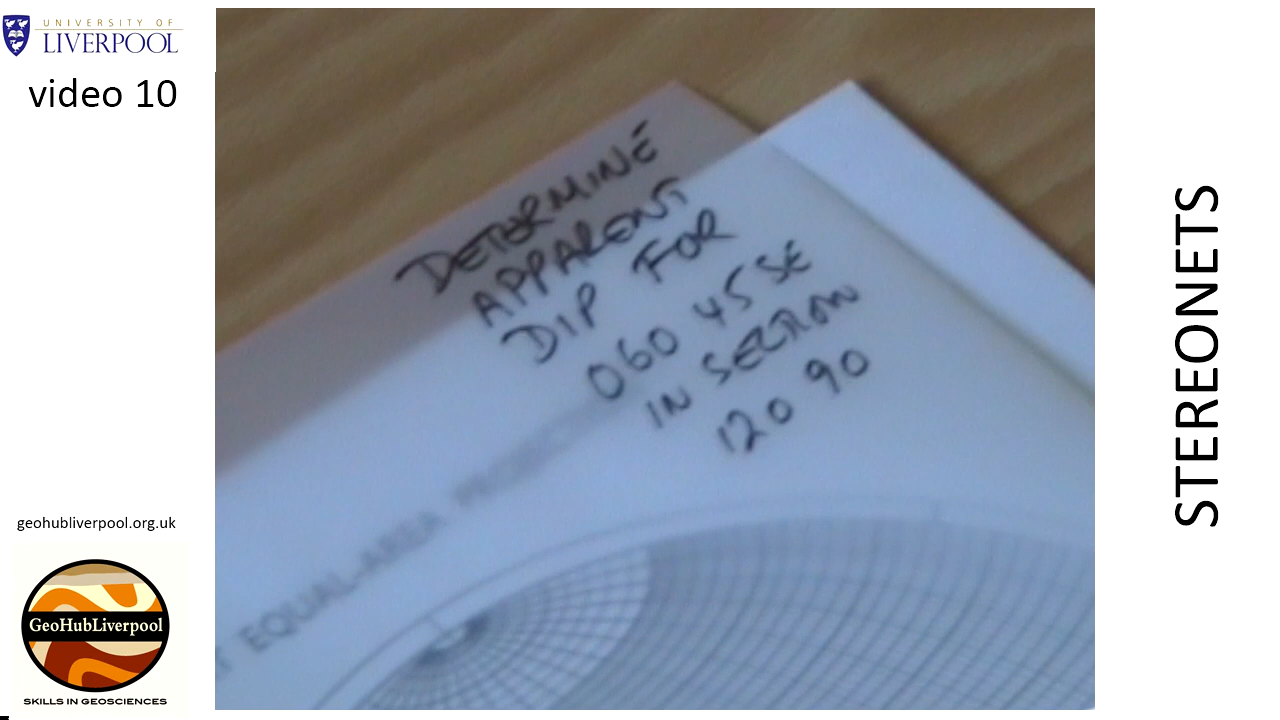 UNIVERSITY OF
LIVERPOOL
video 10
DETERMINE
APPARENT
DIP FOR
060 45 SE
IN SECTION
120 90
EQUAL-AREA
STEREONETS
geohubliverpool.org.uk
GeoHubLiverpool
SKILLS IN GEOSCIENCES